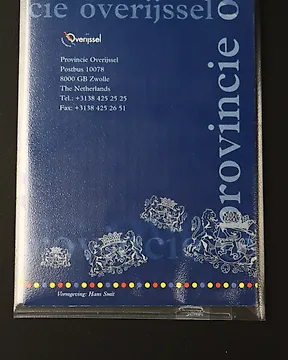 cie overijssel
Overijssel
Provincie Overijssel
Postbus 10078
8000 GB Zwolle
The Netherlands
Tel.: +3138 425 25 25
Fax: +3138 425 26 51
provincie o
provincie
Vormgeving: Hans Smit